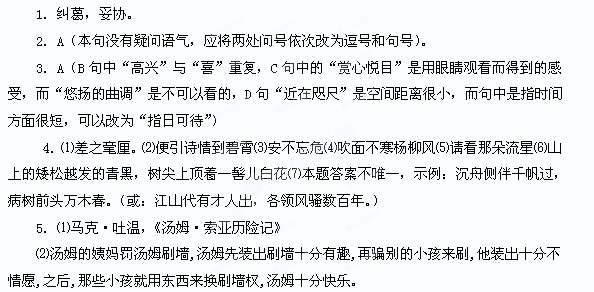 1. 纠葛，妥协。
2. A（本句没有疑问语气，应将两处问号依次改为逗号和句号）。
3. A（B 句中“高兴”与“喜”重复，C 句中的“赏心悦目”是用眼睛观看而得到的感
受，而“悠扬的曲调”是不可以看的，D 句“近在咫尺”是空间距离很小，而句中是指时间
方面很短，可以改为“指日可待”)
4. ⑴差之毫厘。⑵便引诗情到碧霄⑶安不忘危⑷吹面不寒杨柳风⑸请看那朵流星⑹山
上的矮松越发的青黑，树尖上顶着一髻儿白花⑺本题答案不唯一，示例：沉舟侧伴千帆过，
病树前头万木春。（或：江山代有才人出，各领风骚数百年。）
5. ⑴马克·吐温，《汤姆·索亚历险记》
⑵汤姆的姨妈罚汤姆刷墙,汤姆先装出刷墙十分有趣,再骗别的小孩来刷,他装出十分不
情愿,之后,那些小孩就用东西来换刷墙权,汤姆十分快乐。